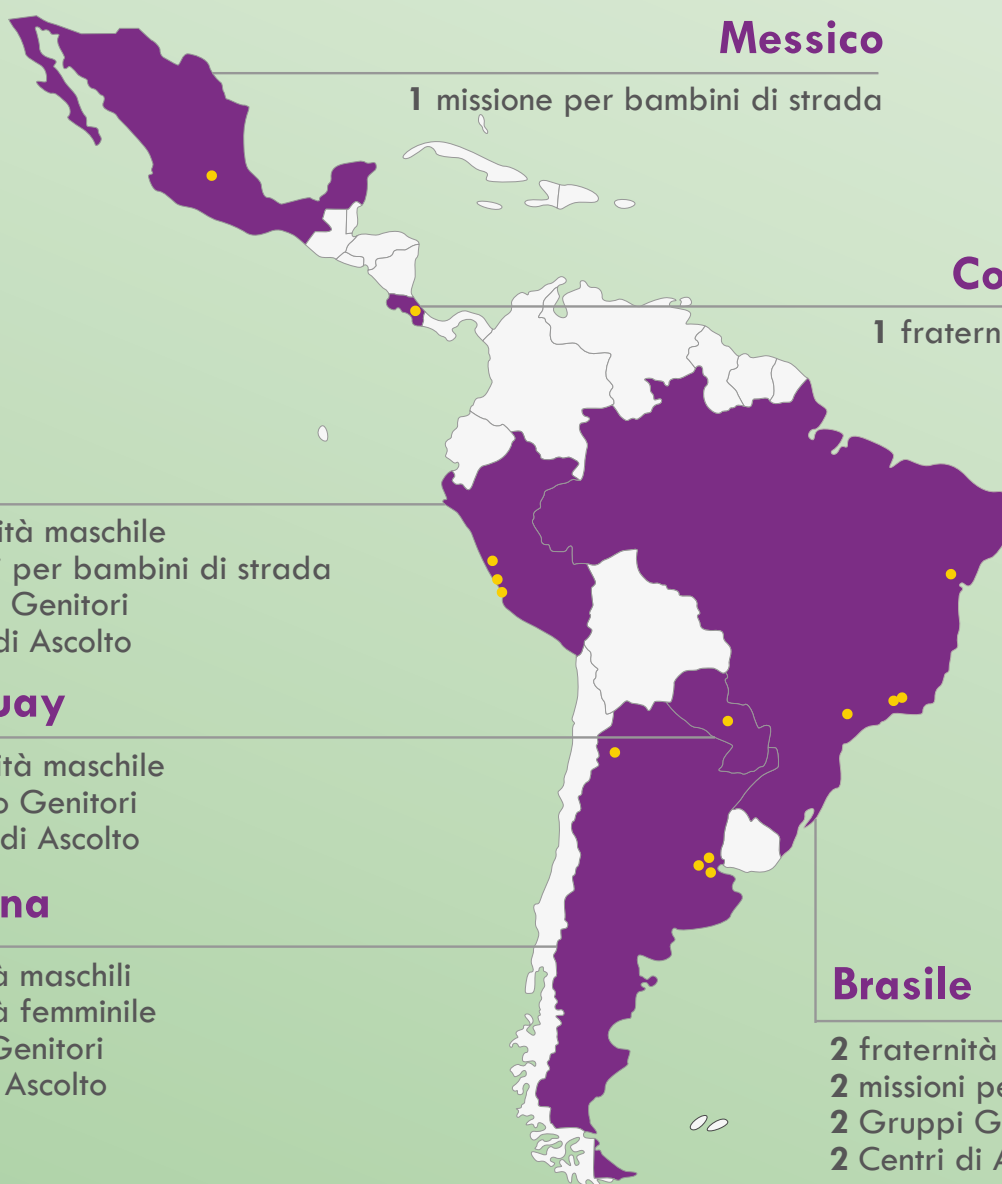 Messico
1 missione per bambini di strada
Co
1 fratern
ità maschile
i per bambini di strada
Genitori
di Ascolto
uay
ità maschile
o Genitori
di Ascolto
na
à maschili
à femminile
Genitori
Ascolto
Brasile
2 fraternità
2 missioni pe
2 Gruppi G
2 Centri di A